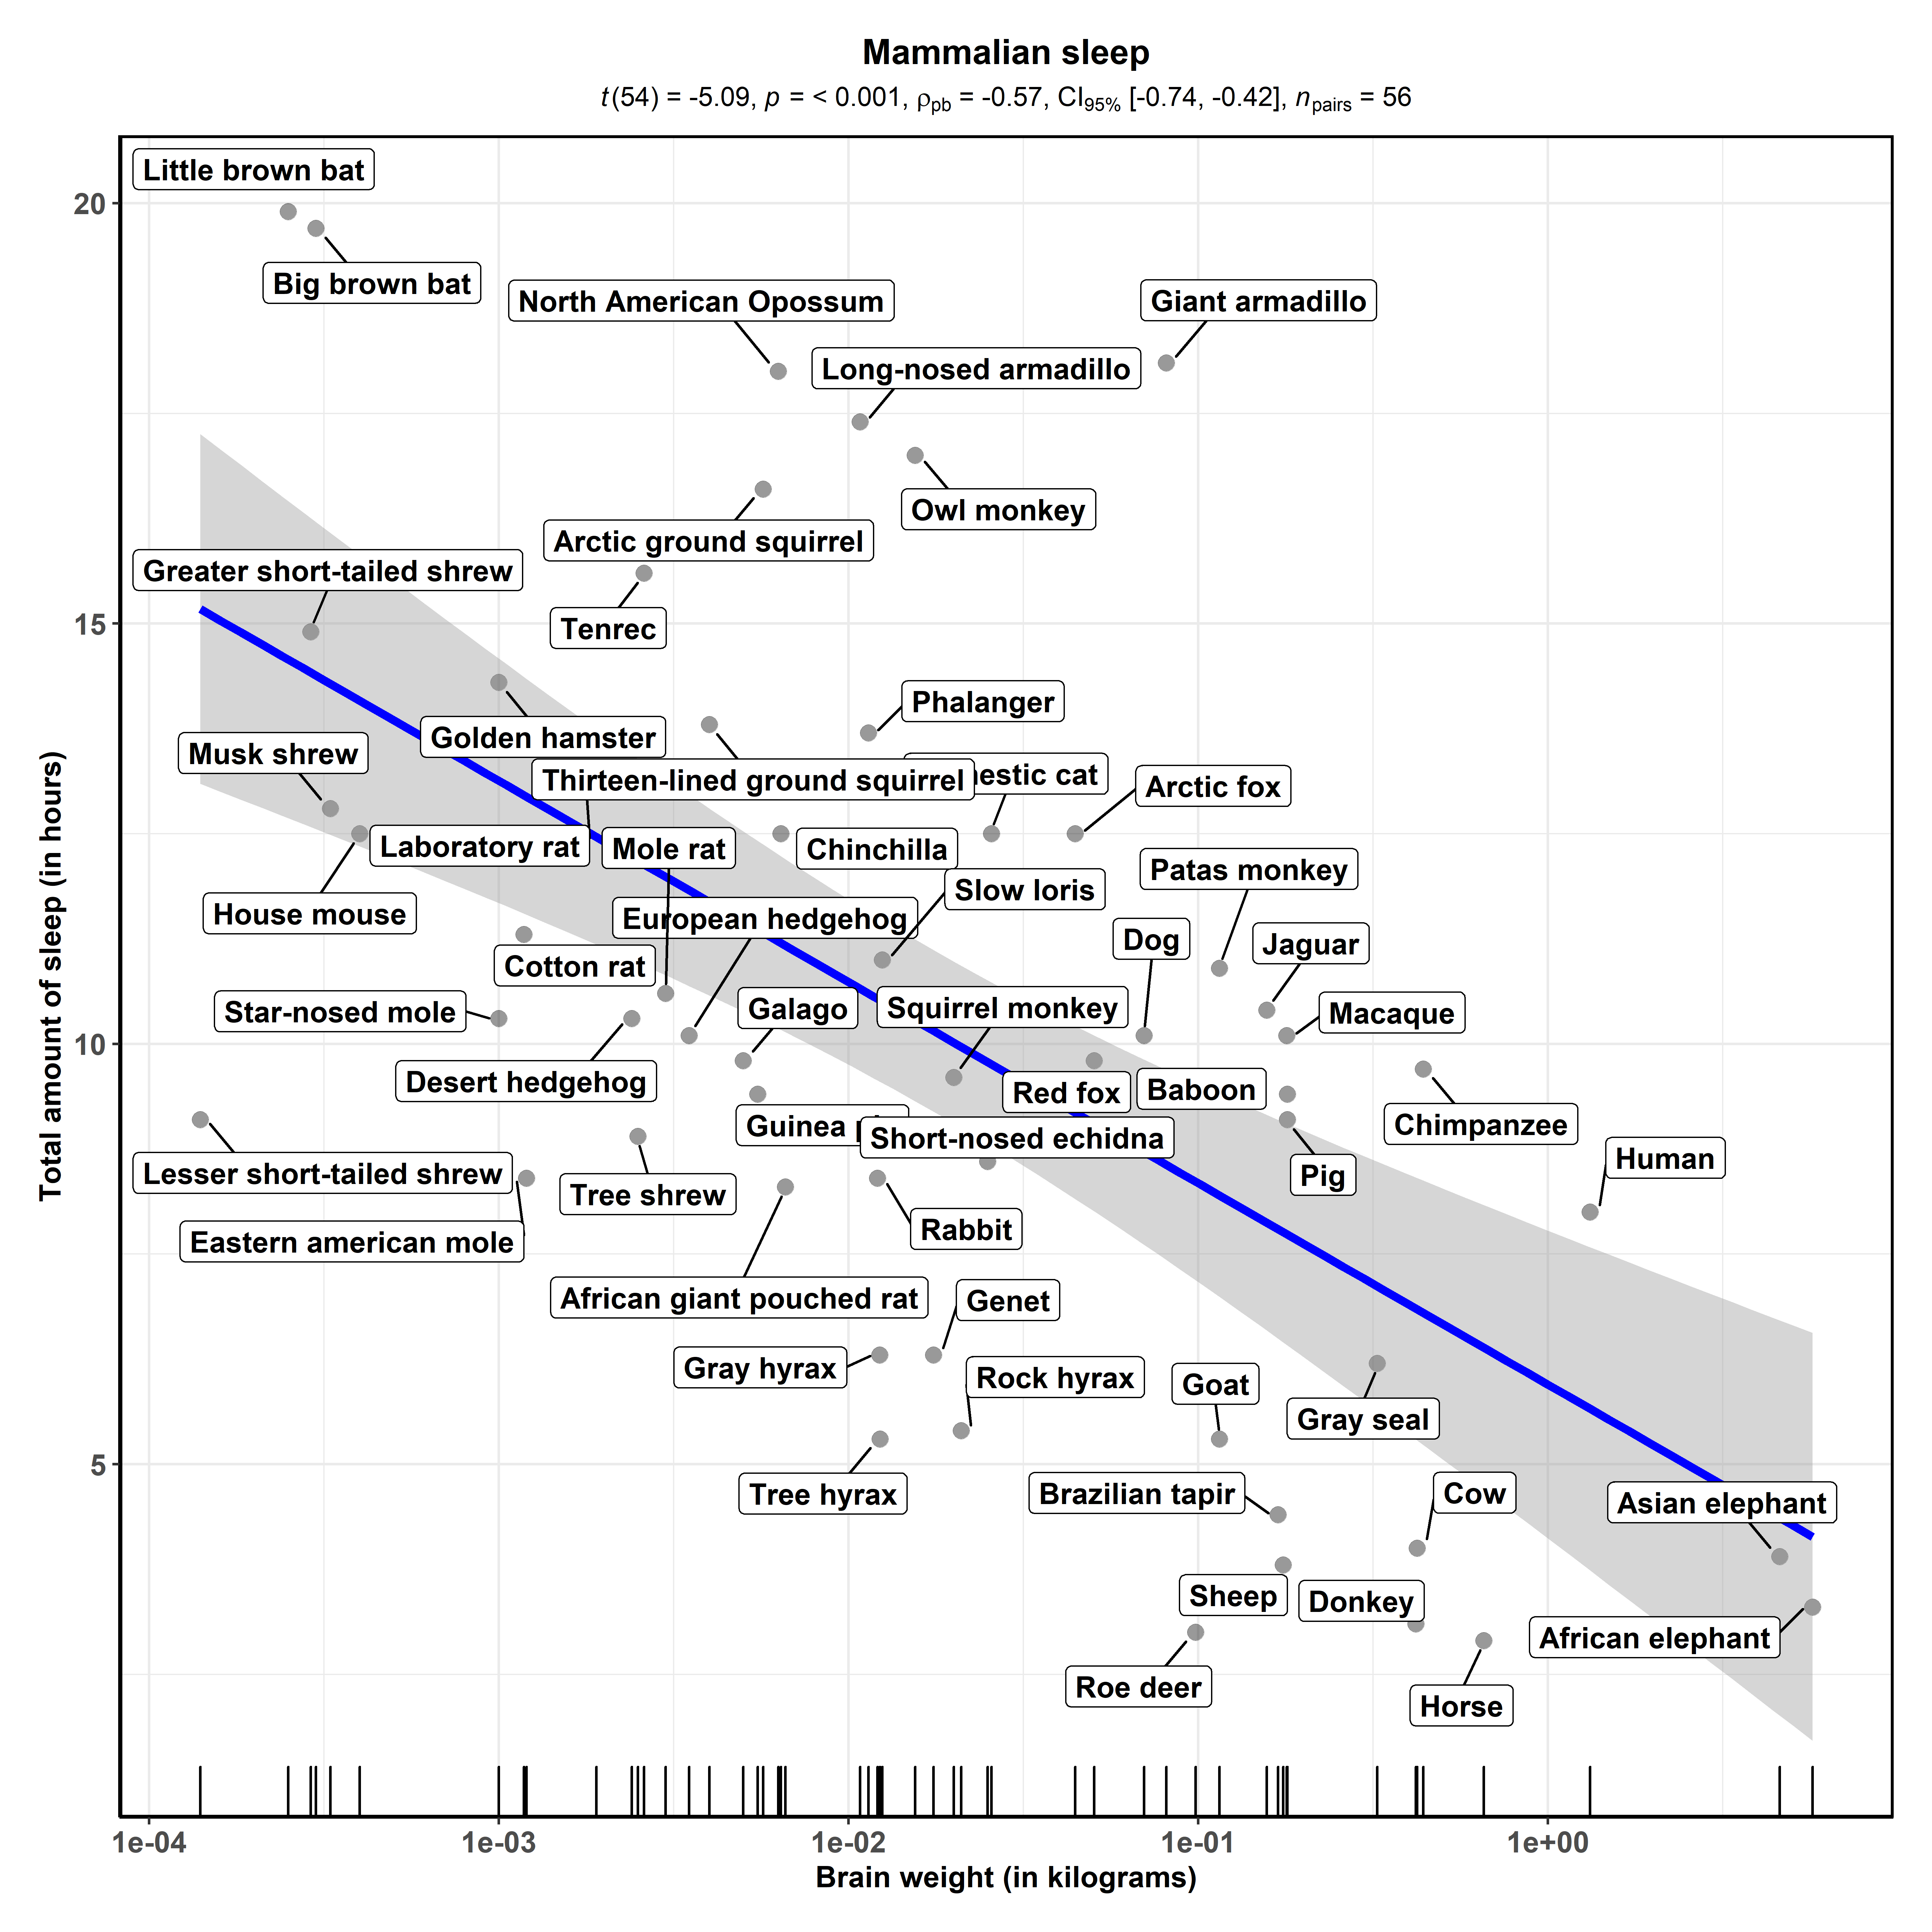 Mammalian sleep
t(54) = -5.09, p = < 0.001, ρpb = -0.57, CI95% [-0.74, -0.42], npairs = 56
Little brown bat
20
Big brown bat
North American Opossum
Giant armadillo
Long-nosed armadillo
Owl monkey
Arctic ground squirrel
Greater short-tailed shrew
15
Tenrec
Phalanger
Golden hamster
Musk shrew
Thirteen-lined ground squirrel
estic cat
Arctic fox
Laboratory rat
Mole rat
Chinchilla
Patas monkey
Slow loris
House mouse
European hedgehog
Dog
Jaguar
Cotton rat
Star-nosed mole
Galago
Squirrel monkey
Macaque
10
Desert hedgehog
Red fox
Baboon
Chimpanzee
Guinea
Short-nosed echidna
Human
Lesser short-tailed shrew
Pig
Tree shrew
Rabbit
Eastern american mole
African giant pouched rat
Genet
Gray hyrax
Rock hyrax
Goat
Gray seal
5
Tree hyrax
Brazilian tapir
Cow
Asian elephant
Sheep
Donkey
African elephant
Roe deer
Horse
1e-04
1e-03
1e-02
1e-01
1e+00
Brain weight (in kilograms)
Total amount of sleep (in hours)